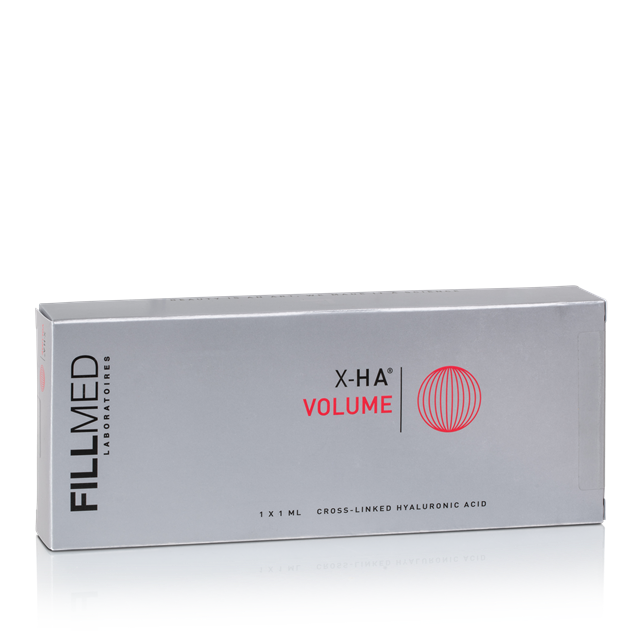 FILLMED
LABORATOIRES
X-HA®
VOLUME
1 X 1 ML CROSS-LINKED HYALURONIC ACID